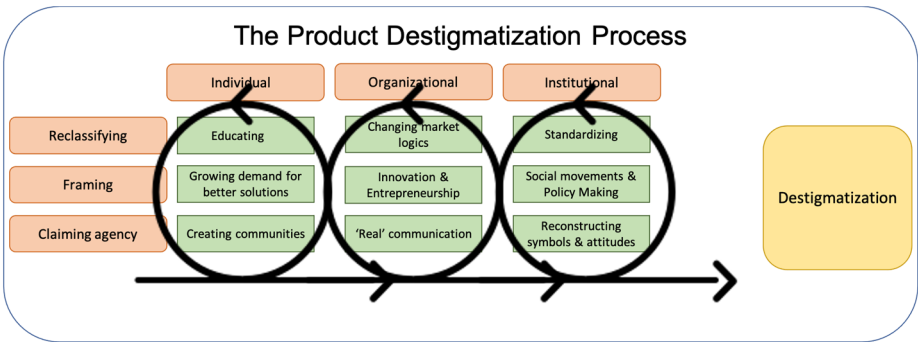 The Product Destigmatization Process
Individual
Organizational
Institutional
Reclassifying
Educating
Changing market
logics
Standardizing
Framing
Growing demand for
better solutions
Innovation &
Entrepreneurship
Social movements &
Policy Making
Claiming agency
Creating communities
‘Real’ communication
Reconstructing
symbols & attitudes
Destigmatization